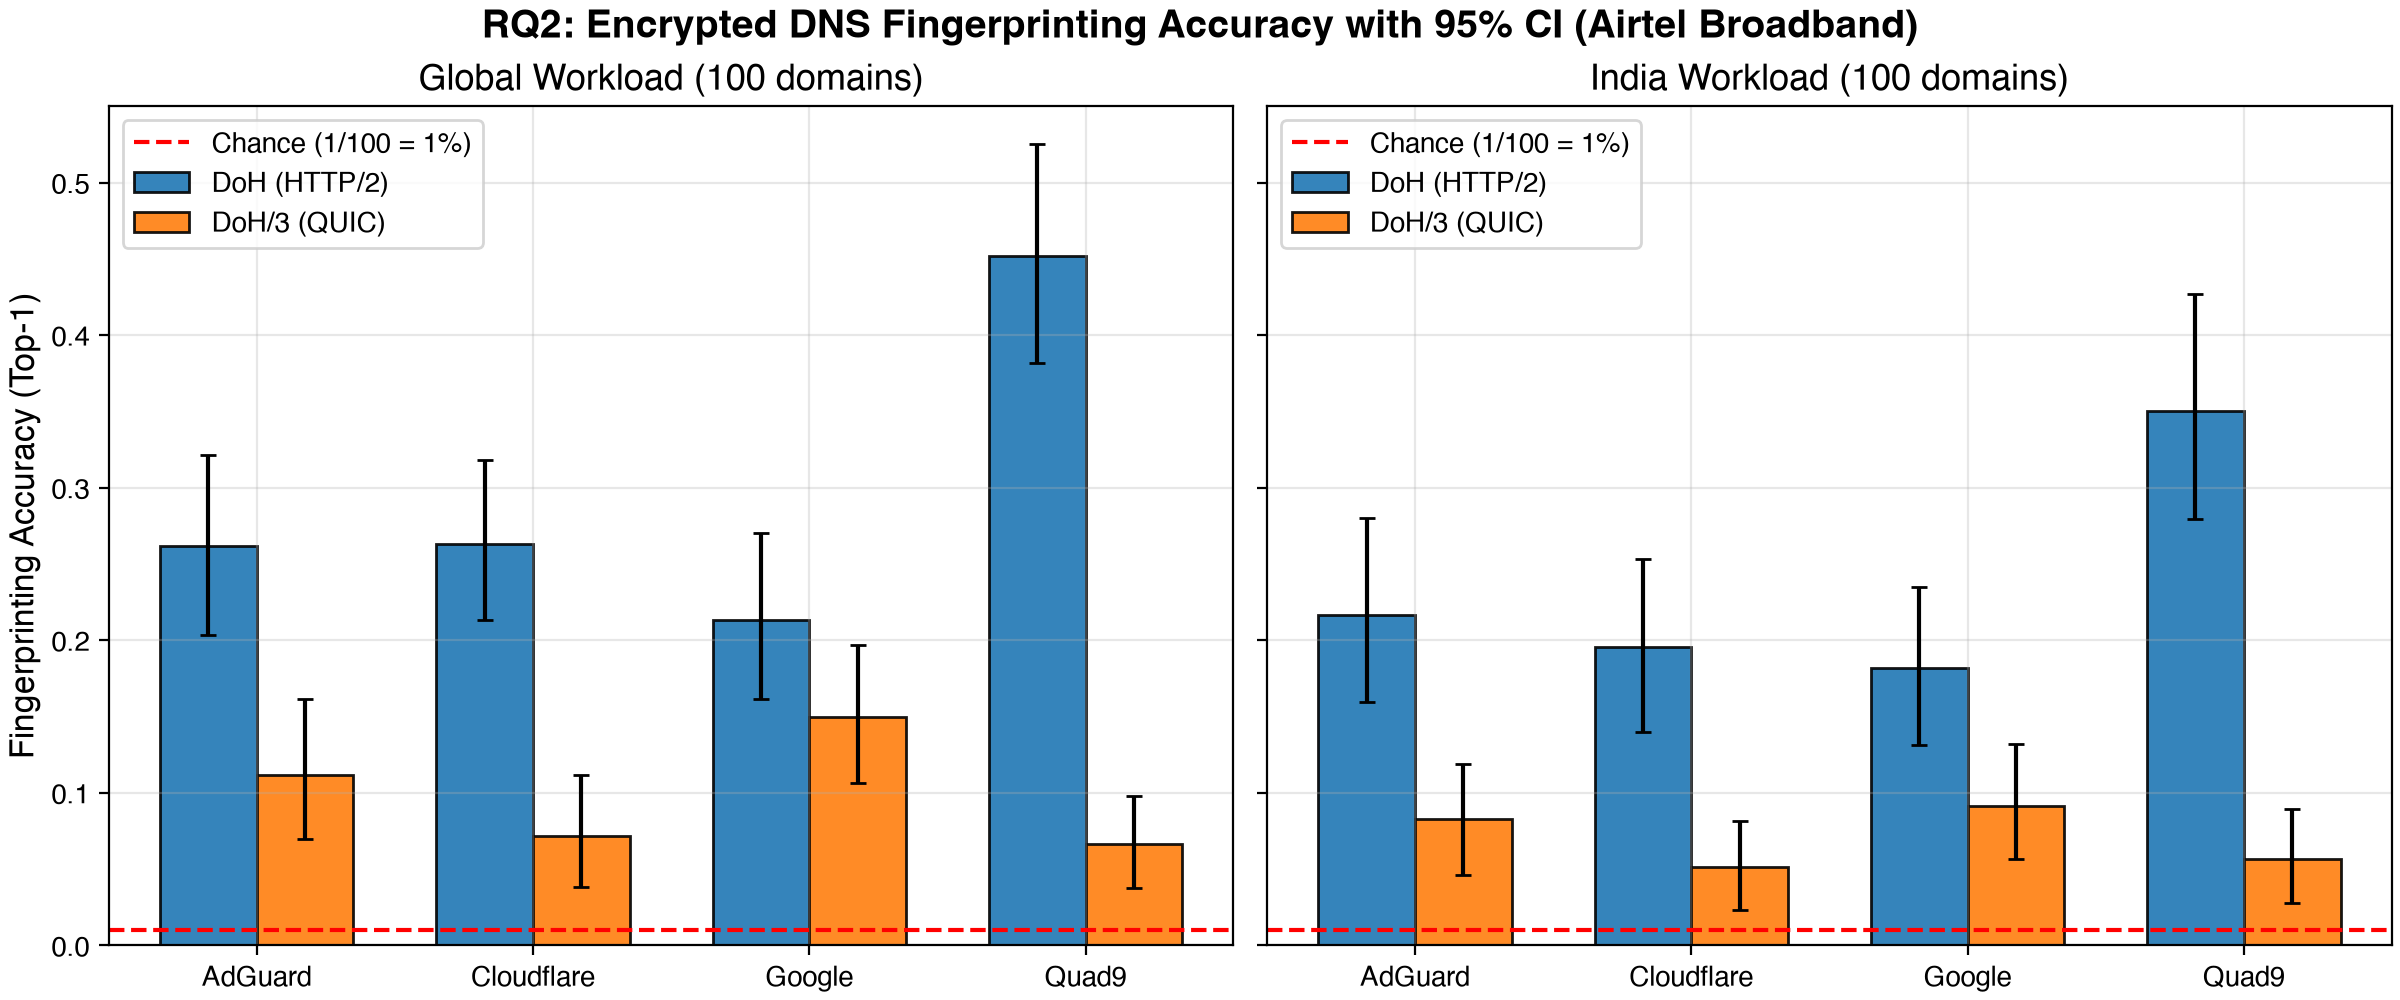 RQ2: Encrypted DNS Fingerprinting Accuracy with 95% CI (Airtel Broadband)
Global Workload (100 domains)
Chance (1/100 = 1%)
DoH (HTTP/2)
DoH/3 (QUIC)
Fingerprinting Accuracy (Top-1)
0.5
0.4
0.3
0.2
0.1
0.0
AdGuard
Cloudflare
Google
Quad9
India Workload (100 domains)
Chance (1/100 = 1%)
DoH (HTTP/2)
DoH/3 (QUIC)
AdGuard
Cloudflare
Google
Quad9